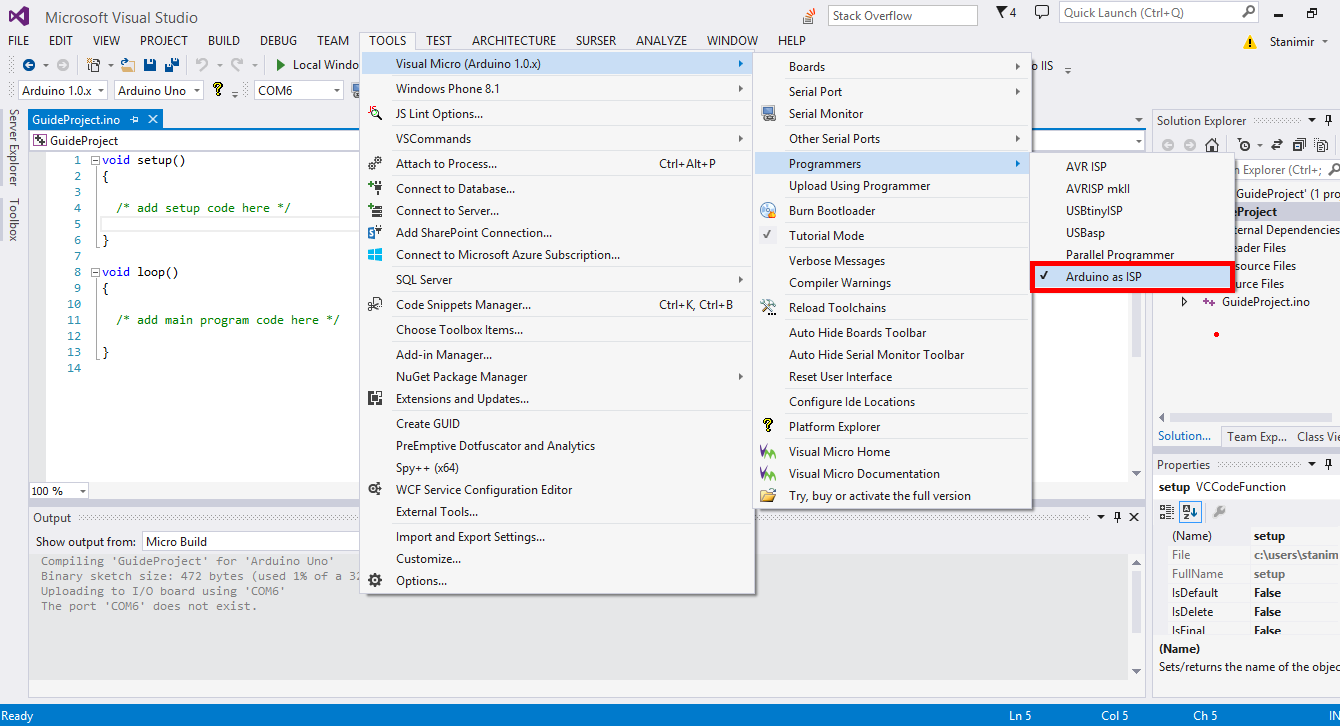 Microsoft Visual Studio
Stack Overflow
4
Quick Launch (Ctrl+Q)
FILE EDIT VIEW PROJECT BUILD DEBUG TEAM TOOLS TEST ARCHITECTURE SURSER ANALYZE WINDOW HELP
Stanimir
Local Windo
IIS
Arduino 1.0.x
Arduino Uno
COM6
Server Explorer
Toolbox
GuideProject.ino
GuideProject
1 void setup()
2 {
3
4 /* add setup code here */
5
6 }
7
8 void loop()
9 {
10
11 /* add main program code here */
12
13 }
14
100 %
Visual Micro (Arduino 1.0.x)
Windows Phone 8.1
JS Lint Options...
VSCommands
Attach to Process... Ctrl+Alt+P
Connect to Database...
Connect to Server...
Add SharePoint Connection...
Connect to Microsoft Azure Subscription...
SQL Server
Code Snippets Manager... Ctrl+K, Ctrl+B
Choose Toolbox Items...
Add-in Manager...
NuGet Package Manager
Extensions and Updates...
Create GUID
PreEmptive Dotfuscator and Analytics
Spy++ (x64)
WCF Service Configuration Editor
External Tools...
Import and Export Settings...
Customize...
Options...
Boards
Serial Port
Serial Monitor
Other Serial Ports
Programmers
Upload Using Programmer
Burn Bootloader
Tutorial Mode
Verbose Messages
Compiler Warnings
Reload Toolchains
Auto Hide Boards Toolbar
Auto Hide Serial Monitor Toolbar
Reset User Interface
Configure Ide Locations
Platform Explorer
Visual Micro Home
Visual Micro Documentation
Try, buy or activate the full version
AVR ISP
AVRISP mkII
USBtinyISP
USBasp
Parallel Programmer
Arduino as ISP
Solution Explorer
h Explorer (Ctrl+;
GuideProject' (1 pro
deProject
ternal Dependencies
eader Files
source Files
urce Files
GuideProject.ino
Solution... Team Exp... Class Vie
Properties
setup VCCodeFunction
(Name) setup
File c:\users\stanim
FullName setup
IsDefault False
IsDelete False
IsFinal False
(Name)
Sets/returns the name of the objec
Output
Show output from: Micro Build
Compiling 'GuideProject' for 'Arduino Uno'
Binary sketch size: 472 bytes (used 1% of a 32
Uploading to I/O board using 'COM6'
The port 'COM6' does not exist.
Ready
Ln 5 Col 5 Ch 5 IN